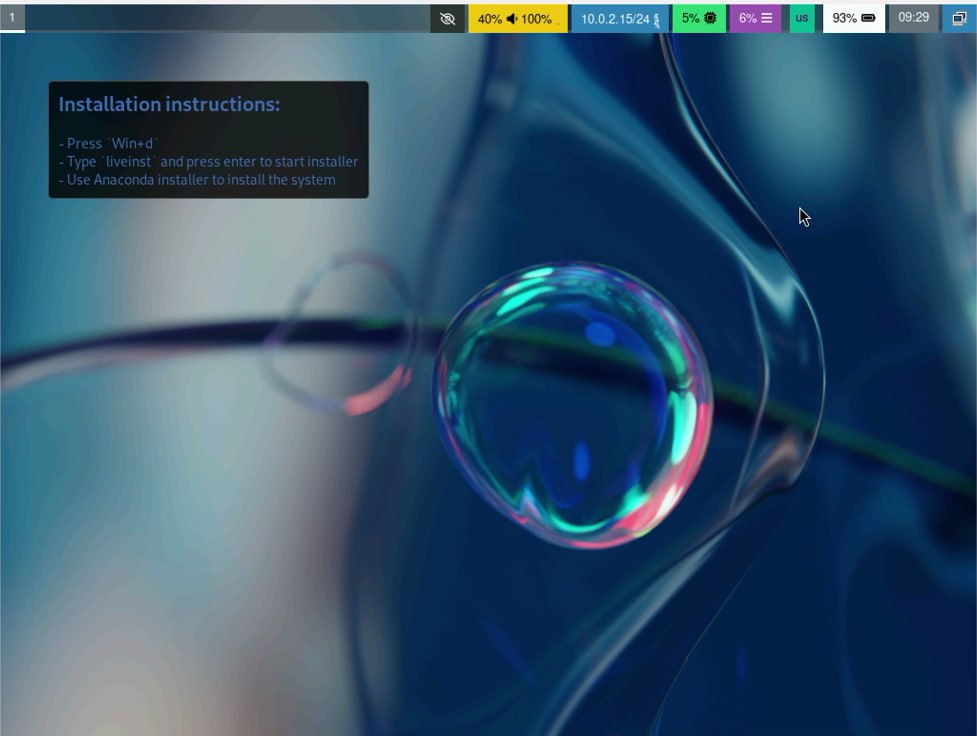 1
40% 100% 10.0.2.15/24 5% 6% us 93% 09:29
Installation instructions:
- Press `Win+d`
- Type `liveinst` and press enter to start installer
- Use Anaconda installer to install the system